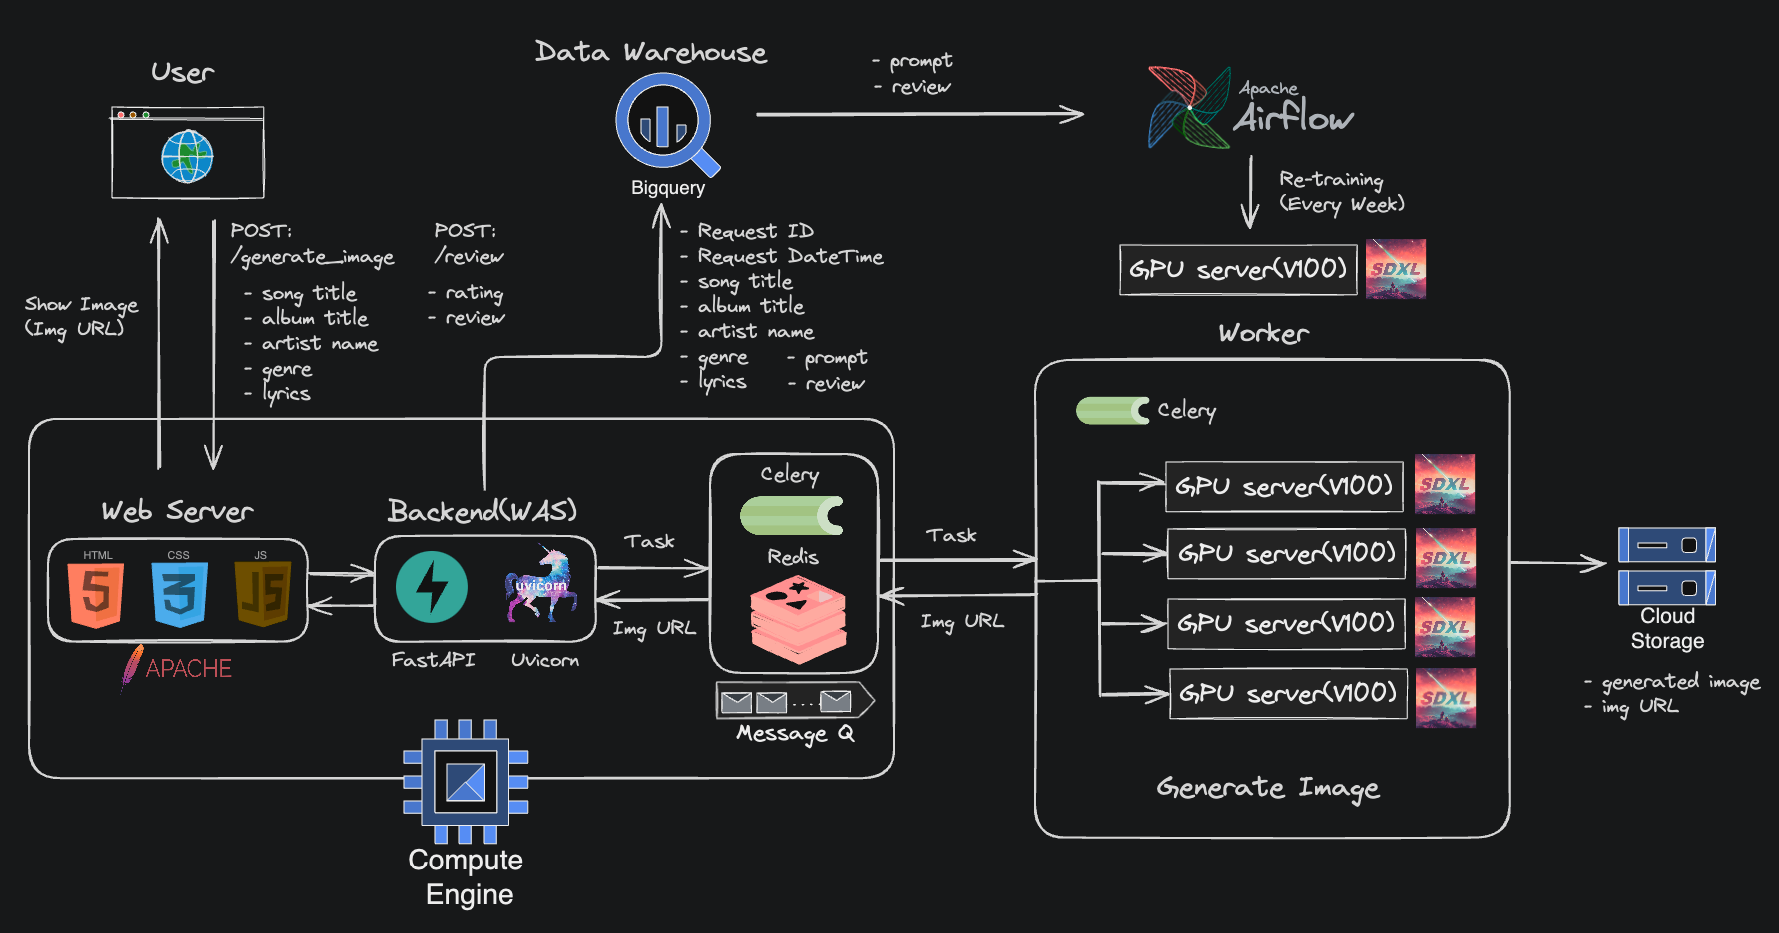 User
Show Image
(Img URL)
POST:
/generate_image
- song title
- album title
- artist name
- genre
- lyrics
POST:
/review
- rating
- review
Data Warehouse
Bigquery
- Request ID
- Request DateTime
- song title
- album title
- artist name
- genre
- lyrics
- prompt
- review
- prompt
- review
Apache
Airflow
Re-training
(Every Week)
GPU server(V100)
SDXL
Web Server
HTML
CSS
JS
5
3
JS
APACHE
Backend(WAS)
uvicorn
FastAPI
Uvicorn
Task
Img URL
Celery
Redis
Message Q
Compute
Engine
Task
Img URL
Worker
Celery
GPU server(V100)
SDXL
GPU server(V100)
SDXL
GPU server(V100)
SDXL
GPU server(V100)
SDXL
Generate Image
Cloud
Storage
- generated image
- img URL